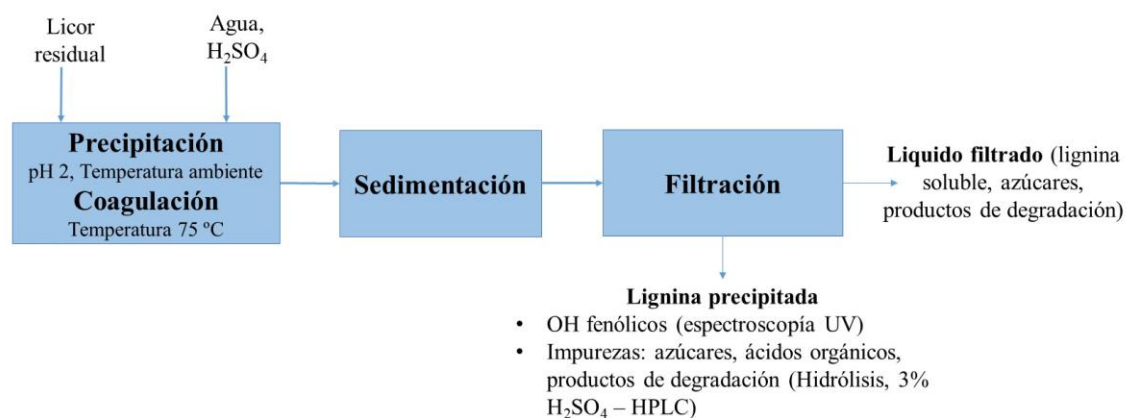 Licor
residual
Agua,
H₂SO₄
Precipitación
pH 2, Temperatura ambiente
Coagulación
Temperatura 75 ºC
Sedimentación
Filtración
Liquido filtrado (lignina
soluble, azúcares,
productos de degradación)
Lignina precipitada
• OH fenólicos (espectroscopía UV)
• Impurezas: azúcares, ácidos orgánicos,
productos de degradación (Hidrólisis, 3%
H₂SO₄ – HPLC)